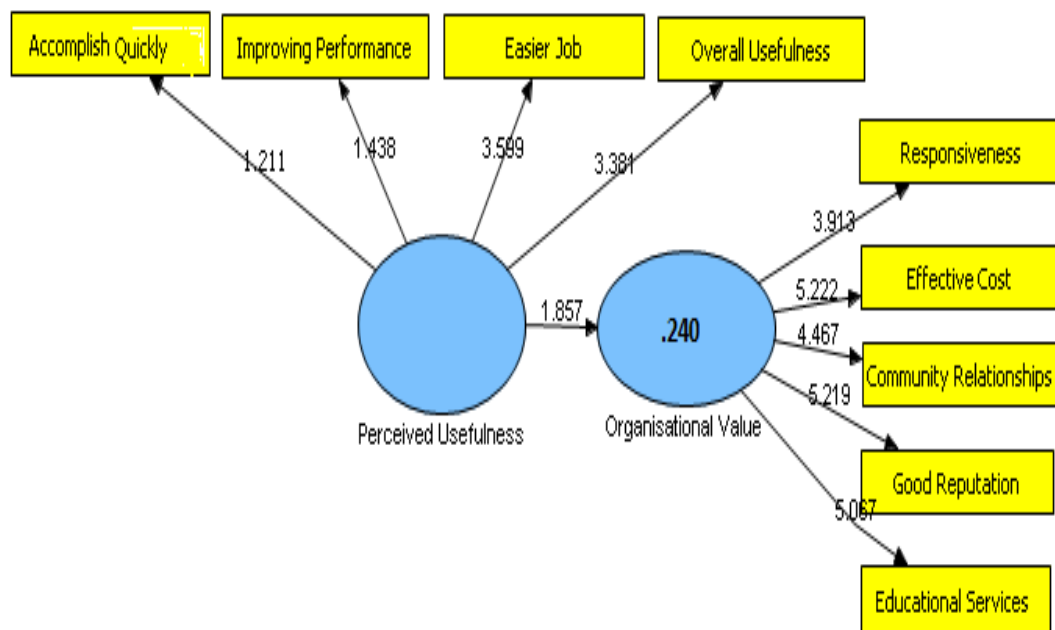 Accomplish Quickly
Improving Performance
Easier Job
Overall Usefulness
1.211
1.438
3.599
3.381
Responsiveness
3.913
Effective Cost
5.222
1.857
.240
4.467
Community Relationships
5.219
Perceived Usefulness
Organisational Value
Good Reputation
5.067
Educational Services